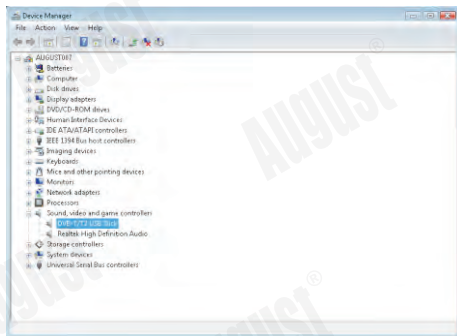 Device Manager
File Action View Help
AUGUST087
Batteries
Computer
Disk drives
Display adapters
DVD/CD-ROM drives
Human Interface Devices
IDE ATA/ATAPI controllers
IEEE 1394 Bus host controllers
Imaging devices
Keyboards
Mice and other pointing devices
Monitors
Network adapters
Processors
Sound, video and game controllers
DVB-T/T2 USB Stick
Realtek High Definition Audio
Storage controllers
System devices
Universal Serial Bus controllers
August®